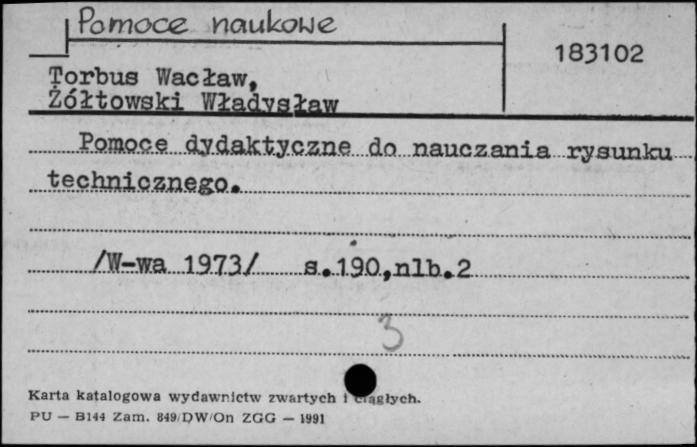 Pomoce naukowe
183102
Torbus Wacław,
Żółtowski Władysław
Pomoce dydaktyczne do nauczania rysunku
technicznego.
/W-wa 1973/ s.190,nlb.2
3
Karta katalogowa wydawnictw zwartych i ciągłych.
PU — B144 Zam. 849/DW/On ZGG — 1991